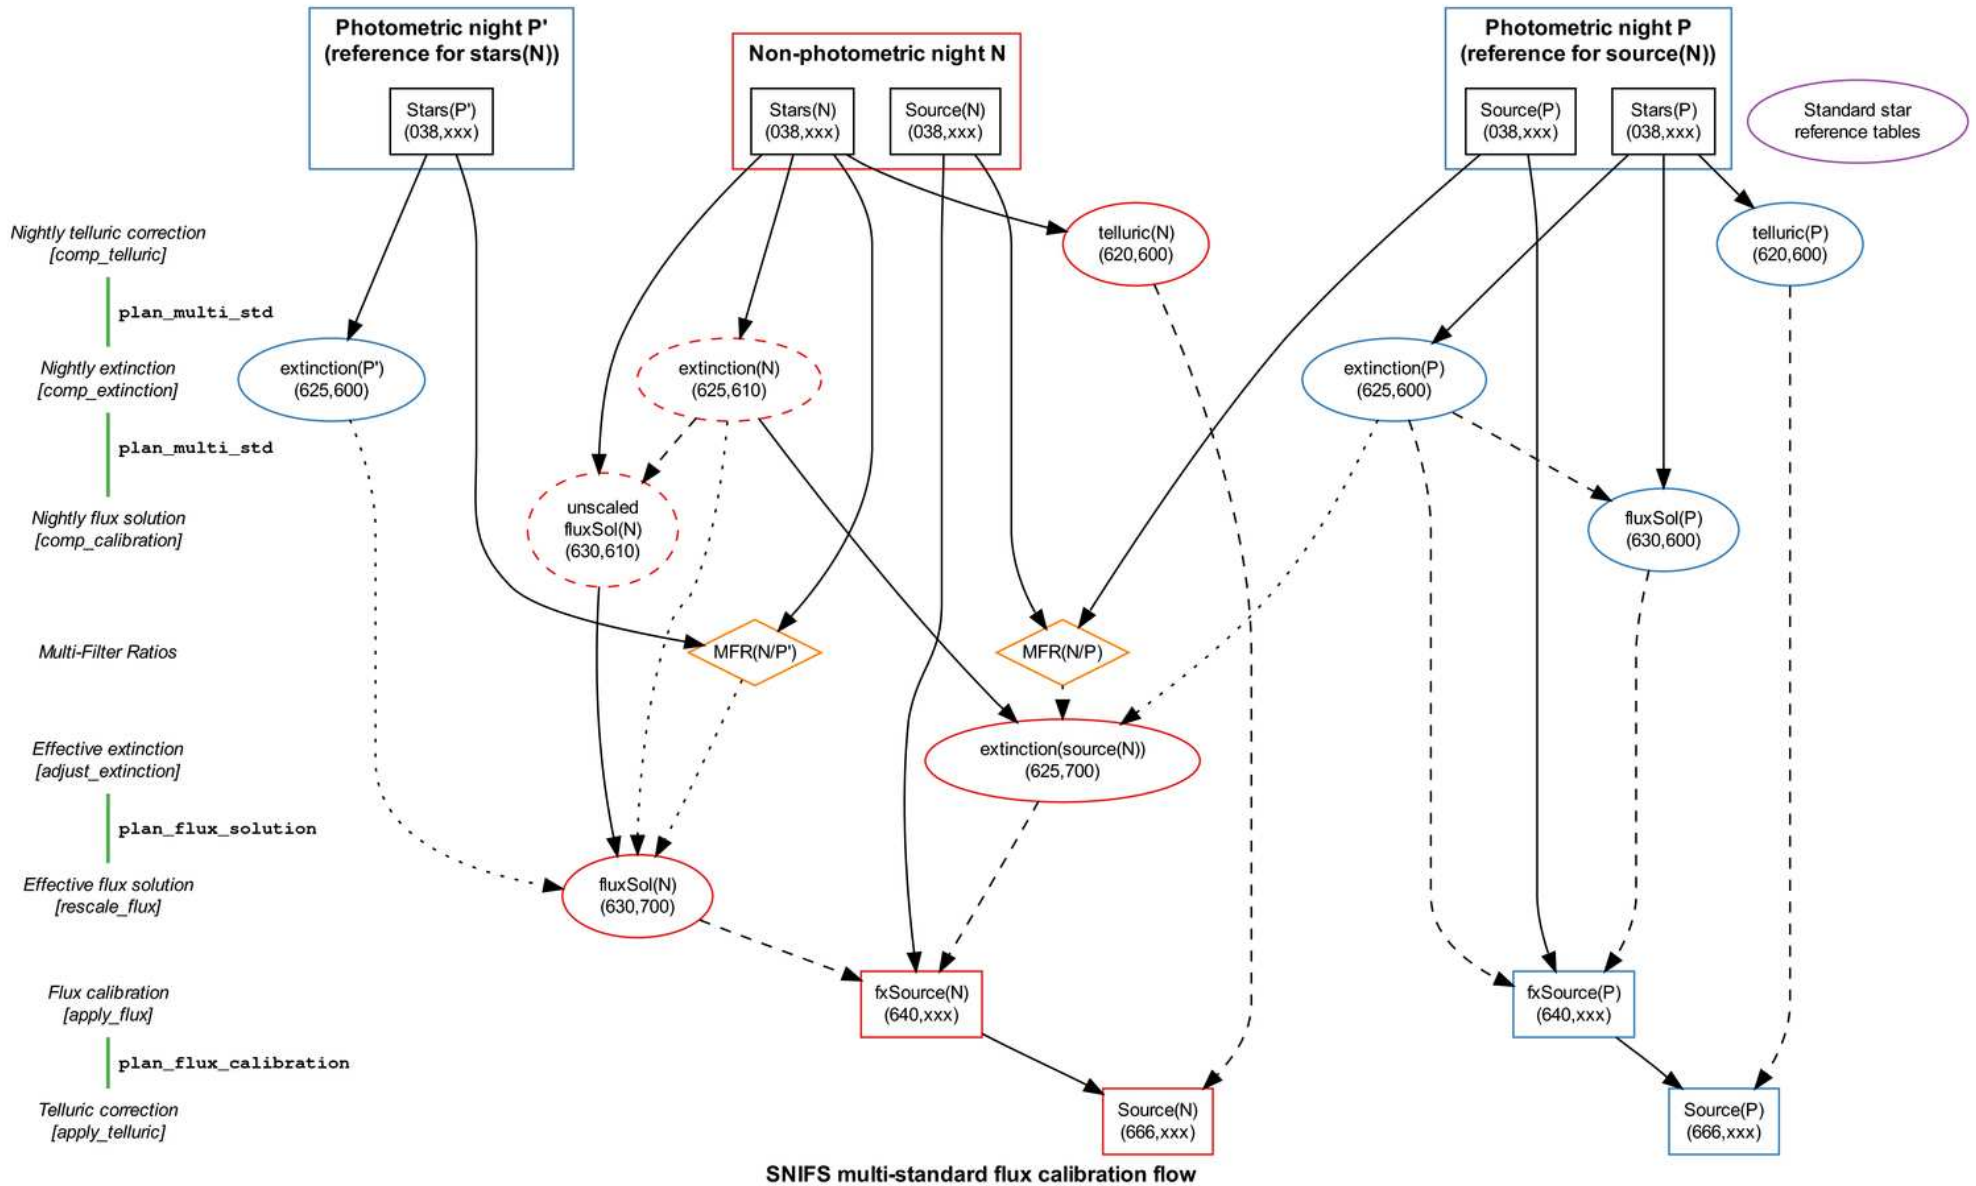 Photometric night P'
(reference for stars(N))
Non-photometric night N
Photometric night P
(reference for source(N))
Stars(P')
(038,xxx)
Stars(N)
(038,xxx)
Source(N)
(038,xxx)
Source(P)
(038,xxx)
Stars(P)
(038,xxx)
Standard star
reference tables
Nightly telluric correction
[comp_telluric]
telluric(N)
(620,600)
telluric(P)
(620,600)
plan_multi_std
Nightly extinction
[comp_extinction]
extinction(P')
(625,600)
extinction(N)
(625,610)
extinction(P)
(625,600)
plan_multi_std
Nightly flux solution
[comp_calibration]
unscaled
fluxSol(N)
(630,610)
fluxSol(P)
(630,600)
Multi-Filter Ratios
MFR(N/P')
MFR(N/P)
Effective extinction
[adjust_extinction]
extinction(source(N))
(625,700)
plan_flux_solution
Effective flux solution
[rescale_flux]
fluxSol(N)
(630,700)
Flux calibration
[apply_flux]
fxSource(N)
(640,xxx)
fxSource(P)
(640,xxx)
plan_flux_calibration
Telluric correction
[apply_telluric]
Source(N)
(666,xxx)
Source(P)
(666,xxx)
SNIFS multi-standard flux calibration flow